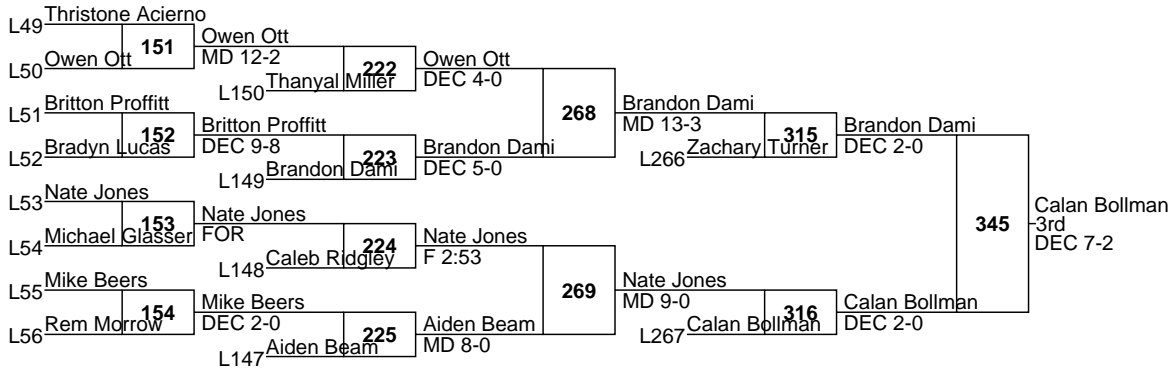 Thristone Acierno
L49
151
Owen Ott
MD 12-2
Owen Ott
L50
222
Owen Ott
DEC 4-0
Thanyal Miller
L150
Britton Proffitt
L51
268
Brandon Dami
MD 13-3
152
Britton Proffitt
DEC 9-8
Bradyn Lucas
L52
223
Brandon Dami
DEC 5-0
Brandon Dami
L149
315
Brandon Dami
DEC 2-0
Zachary Turner
L266
Nate Jones
L53
153
Nate Jones
FOR
Michael Glasser
L54
224
Nate Jones
F 2:53
Caleb Ridgley
L148
345
Calan Bollman
3rd
DEC 7-2
Mike Beers
L55
269
Nate Jones
MD 9-0
154
Mike Beers
DEC 2-0
Rem Morrow
L56
225
Aiden Beam
MD 8-0
Aiden Beam
L147
316
Calan Bollman
DEC 2-0
Calan Bollman
L267